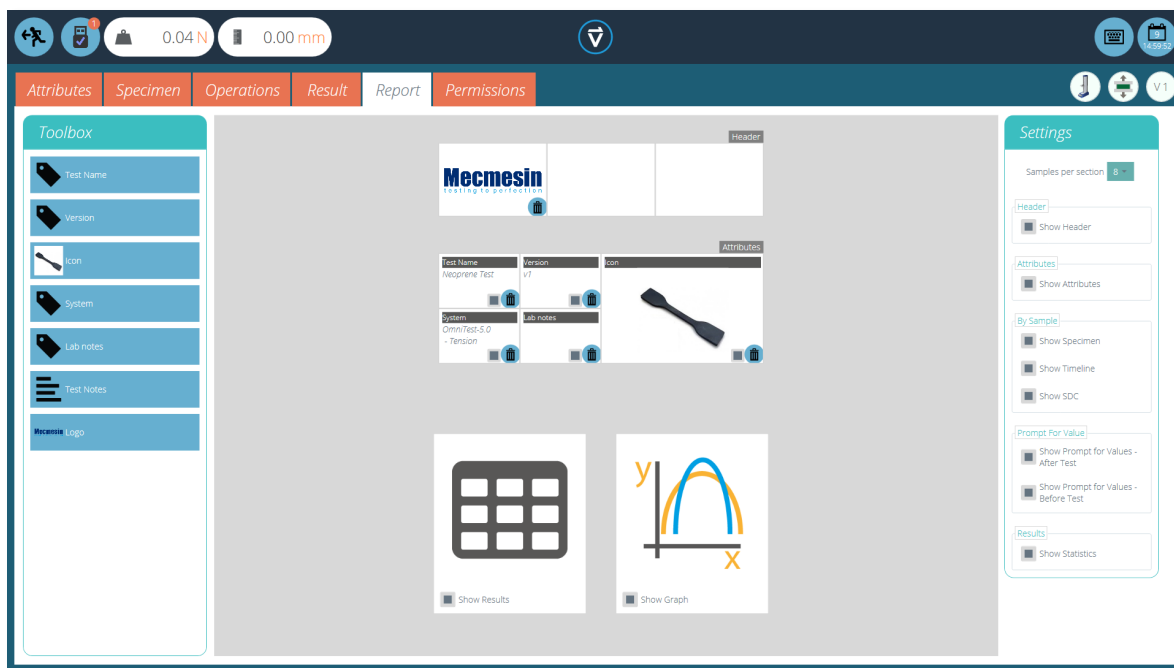 1
0.04 N
0.00 mm
9
14:59:52
Attributes
Specimen
Operations
Result
Report
Permissions
V 1
Toolbox
Test Name
Version
Icon
System
Lab notes
Test Notes
Mecmesin Logo
Header
Mecmesin
testing to perfection
Attributes
Test Name
Neoprene Test
Version
v1
Icon
System
OmniTest-5.0
- Tension
Lab notes
y
x
Show Results
Show Graph
Settings
Samples per section 8
Header
Show Header
Attributes
Show Attributes
By Sample
Show Specimen
Show Timeline
Show SDC
Prompt For Value
Show Prompt for Values -
After Test
Show Prompt for Values -
Before Test
Results
Show Statistics